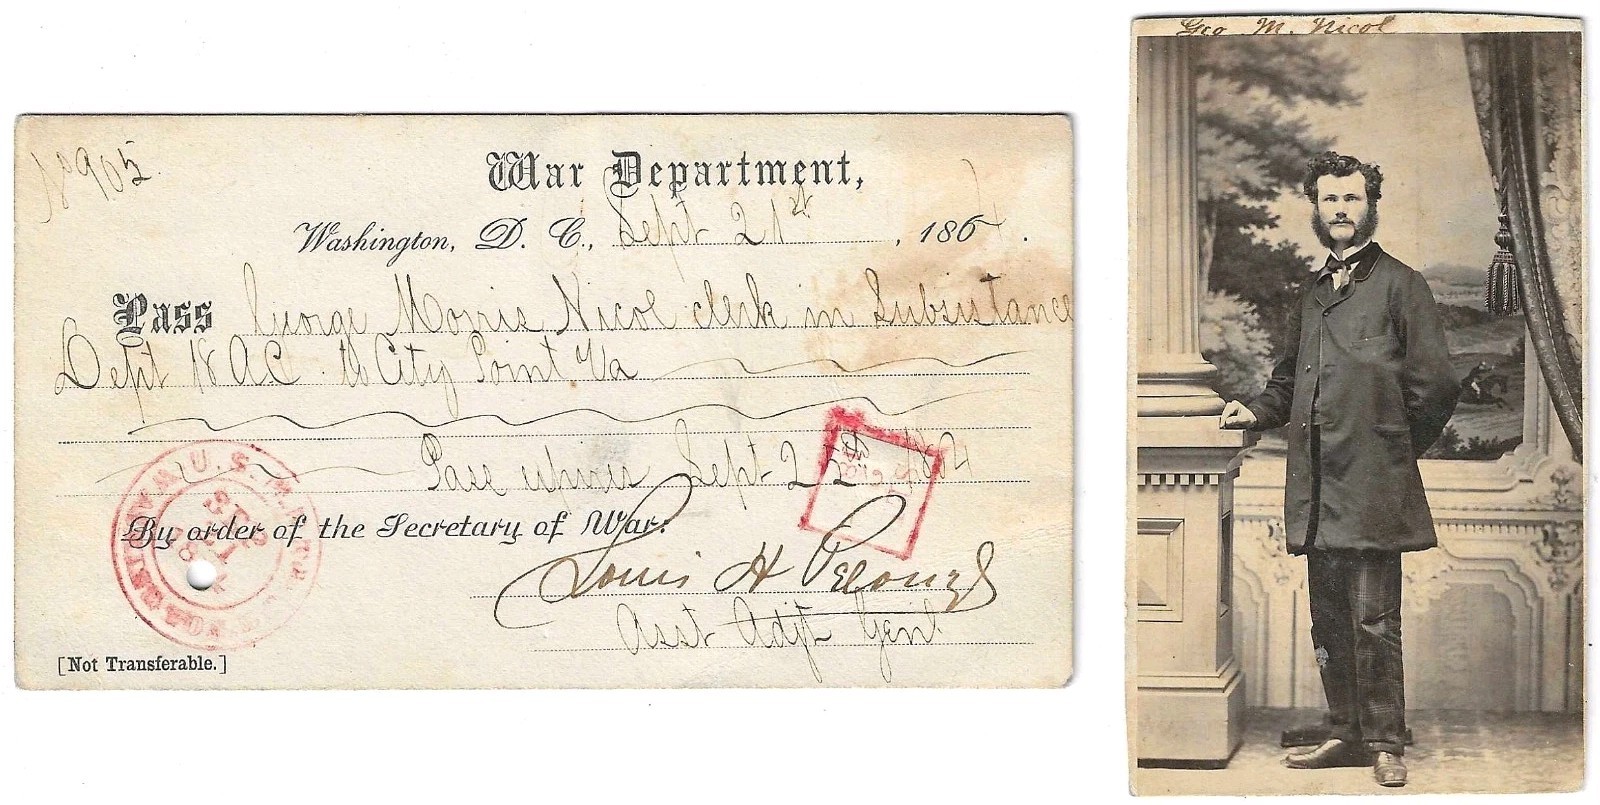 No 905
War Department,
Washington, D. C., Sept 21st, 1864.
Pass George Morris Nicol clerk in Subsistance
Dept 18 A.C. to City Point Va
Pass expires Sept 22d 1864
By order of the Secretary of War:
Louis H Pelouze
Asst Adjt Genl
[Not Transferable.]
U. S.
Geo M. Nicol